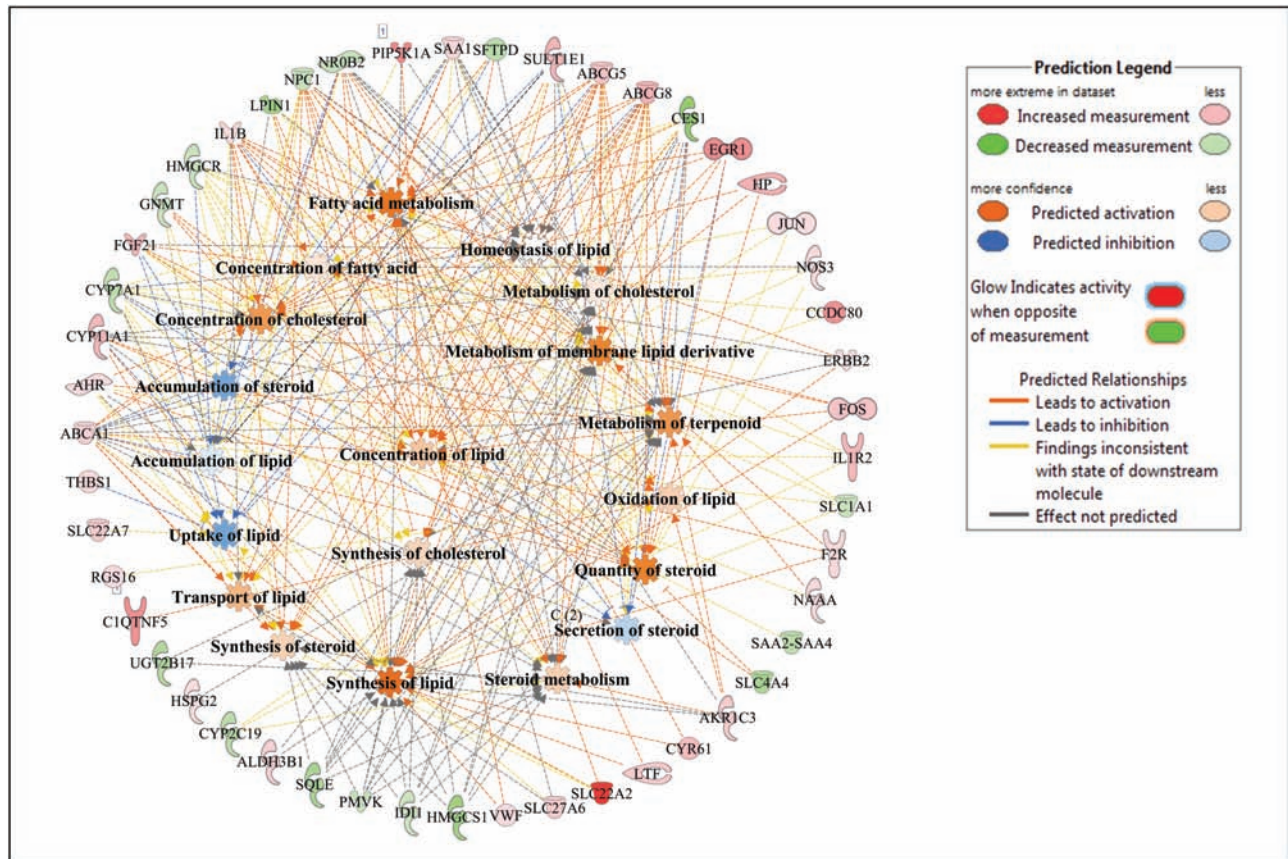 1
PIP5K1A
SAA1
SFTPD
SULT1E1
ABCG5
ABCG8
CES1
EGR1
HP
JUN
NOS3
CCDC80
ERBB2
FOS
IL1R2
SLC1A1
F2R
NAAA
SAA2-SAA4
SLC4A4
AKR1C3
CYR61
LTF
SLC22A2
SLC27A6
VWF
HMGCS1
IDI1
PMVK
SQLE
ALDH3B1
CYP2C19
HSPG2
UGT2B17
C1QTNF5
RGS16
SLC22A7
THBS1
ABCA1
AHR
CYP11A1
CYP7A1
FGF21
GNMT
HMGCR
IL1B
LPIN1
NPC1
NR0B2
Fatty acid metabolism
Homeostasis of lipid
Concentration of fatty acid
Metabolism of cholesterol
Concentration of cholesterol
Metabolism of membrane lipid derivative
Accumulation of steroid
Metabolism of terpenoid
Accumulation of lipid
Concentration of lipid
Oxidation of lipid
Uptake of lipid
Synthesis of cholesterol
Quantity of steroid
Transport of lipid
C (2)
Secretion of steroid
Synthesis of steroid
Synthesis of lipid
Steroid metabolism
Prediction Legend
more extreme in dataset less
Increased measurement
Decreased measurement
more confidence less
Predicted activation
Predicted inhibition
Glow Indicates activity
when opposite
of measurement
Predicted Relationships
Leads to activation
Leads to inhibition
Findings inconsistent
with state of downstream
molecule
Effect not predicted